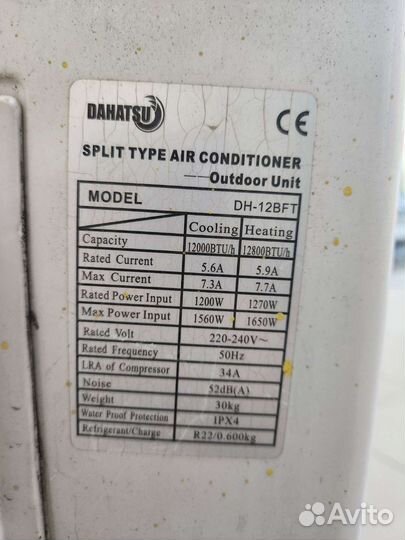 DAHATSU
CE
SPLIT TYPE AIR CONDITIONER
——Outdoor Unit
MODEL DH-12BFT
Cooling Heating
Capacity 12000BTU/h 12800BTU/h
Rated Current 5.6A 5.9A
Max Current 7.3A 7.7A
Rated Power Input 1200W 1270W
Max Power Input 1560W 1650W
Rated Volt 220-240V~
Rated Frequency 50Hz
LRA of Compressor 34A
Noise 52dB(A)
Weight 30kg
Water Proof Protection IPX4
Refrigerant/Charge R22/0.600kg
Avito